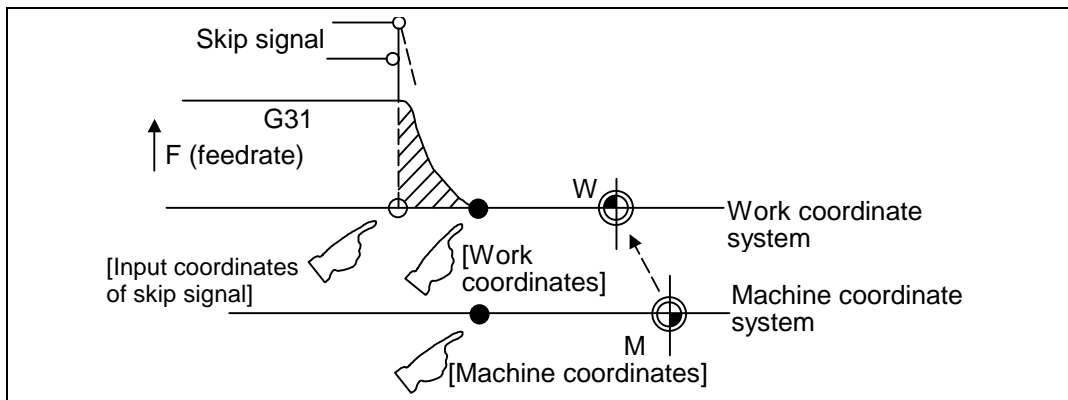 Skip signal
G31
F (feedrate)
W
Work coordinate
system
[Input coordinates
of skip signal]
[Work
coordinates]
Machine coordinate
system
M
[Machine coordinates]